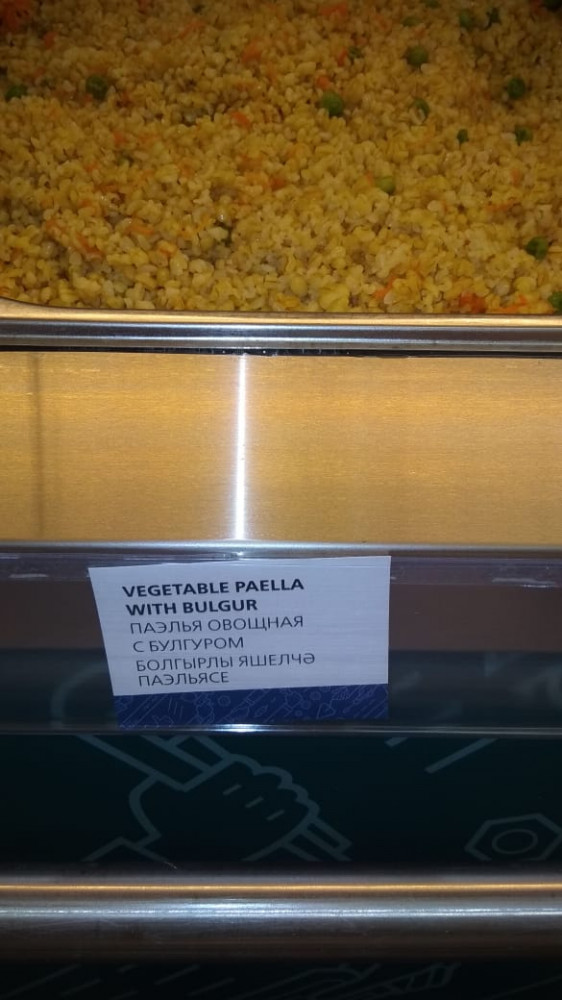 VEGETABLE PAELLA
WITH BULGUR
ПАЭЛЬЯ ОВОЩНАЯ
С БУЛГУРОМ
БОЛГЫРЛЫ ЯШЕЛЧӘ
ПАЭЛЬЯСЕ